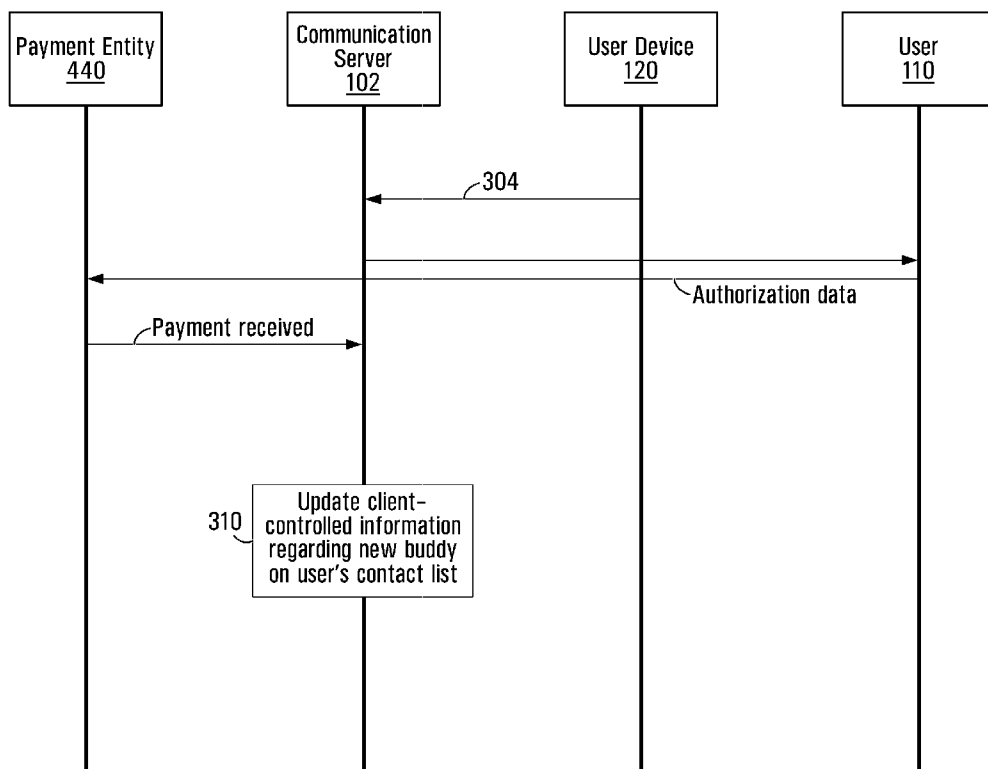 Payment Entity
440
Communication
Server
102
User Device
120
User
110
304
Authorization data
Payment received
310
Update client-
controlled information
regarding new buddy
on user's contact list